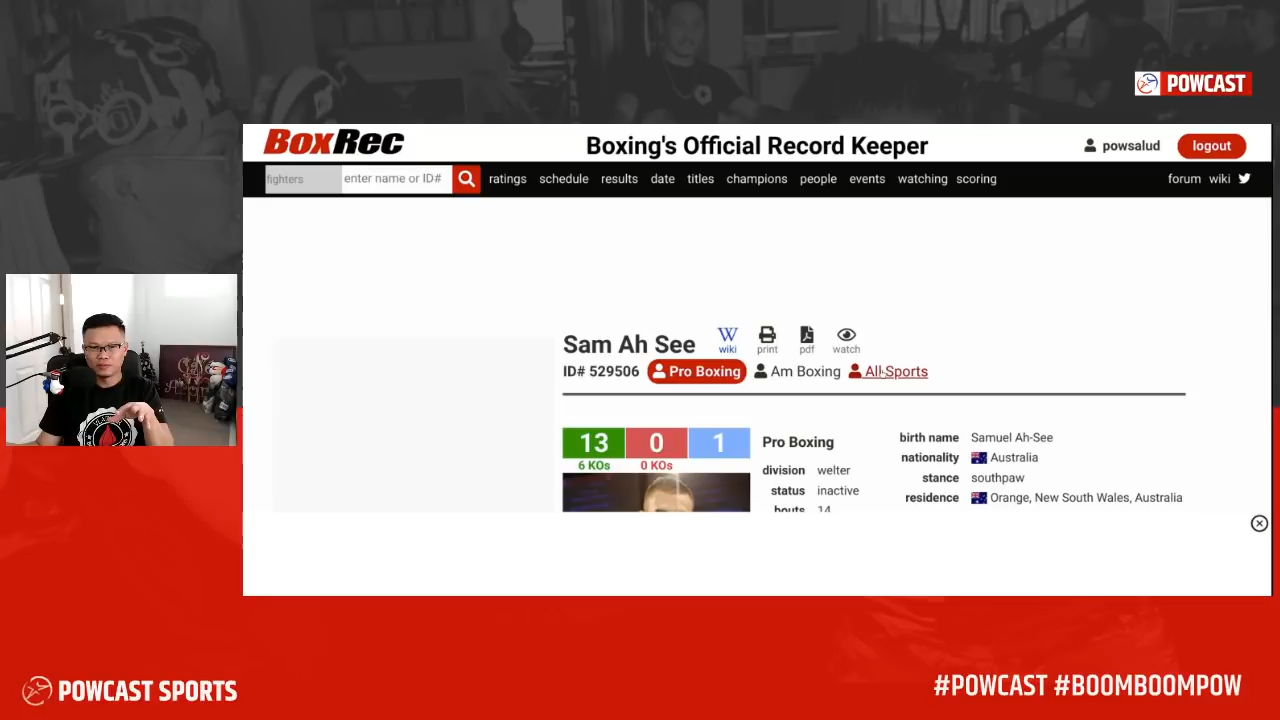 POWCAST
BoxRec
Boxing's Official Record Keeper
powsalud
logout
fighters
enter name or ID#
ratings schedule results date titles champions people events watching scoring
forum wiki
Sam Ah See
W
wiki print pdf watch
ID# 529506 Pro Boxing Am Boxing All Sports
13 0 1
6 KOs 0 KOs
Pro Boxing
division welter
status inactive
bouts 14
birth name Samuel Ah-See
nationality Australia
stance southpaw
residence Orange, New South Wales, Australia
POWCAST SPORTS
#POWCAST #BOOMBOOMPOW